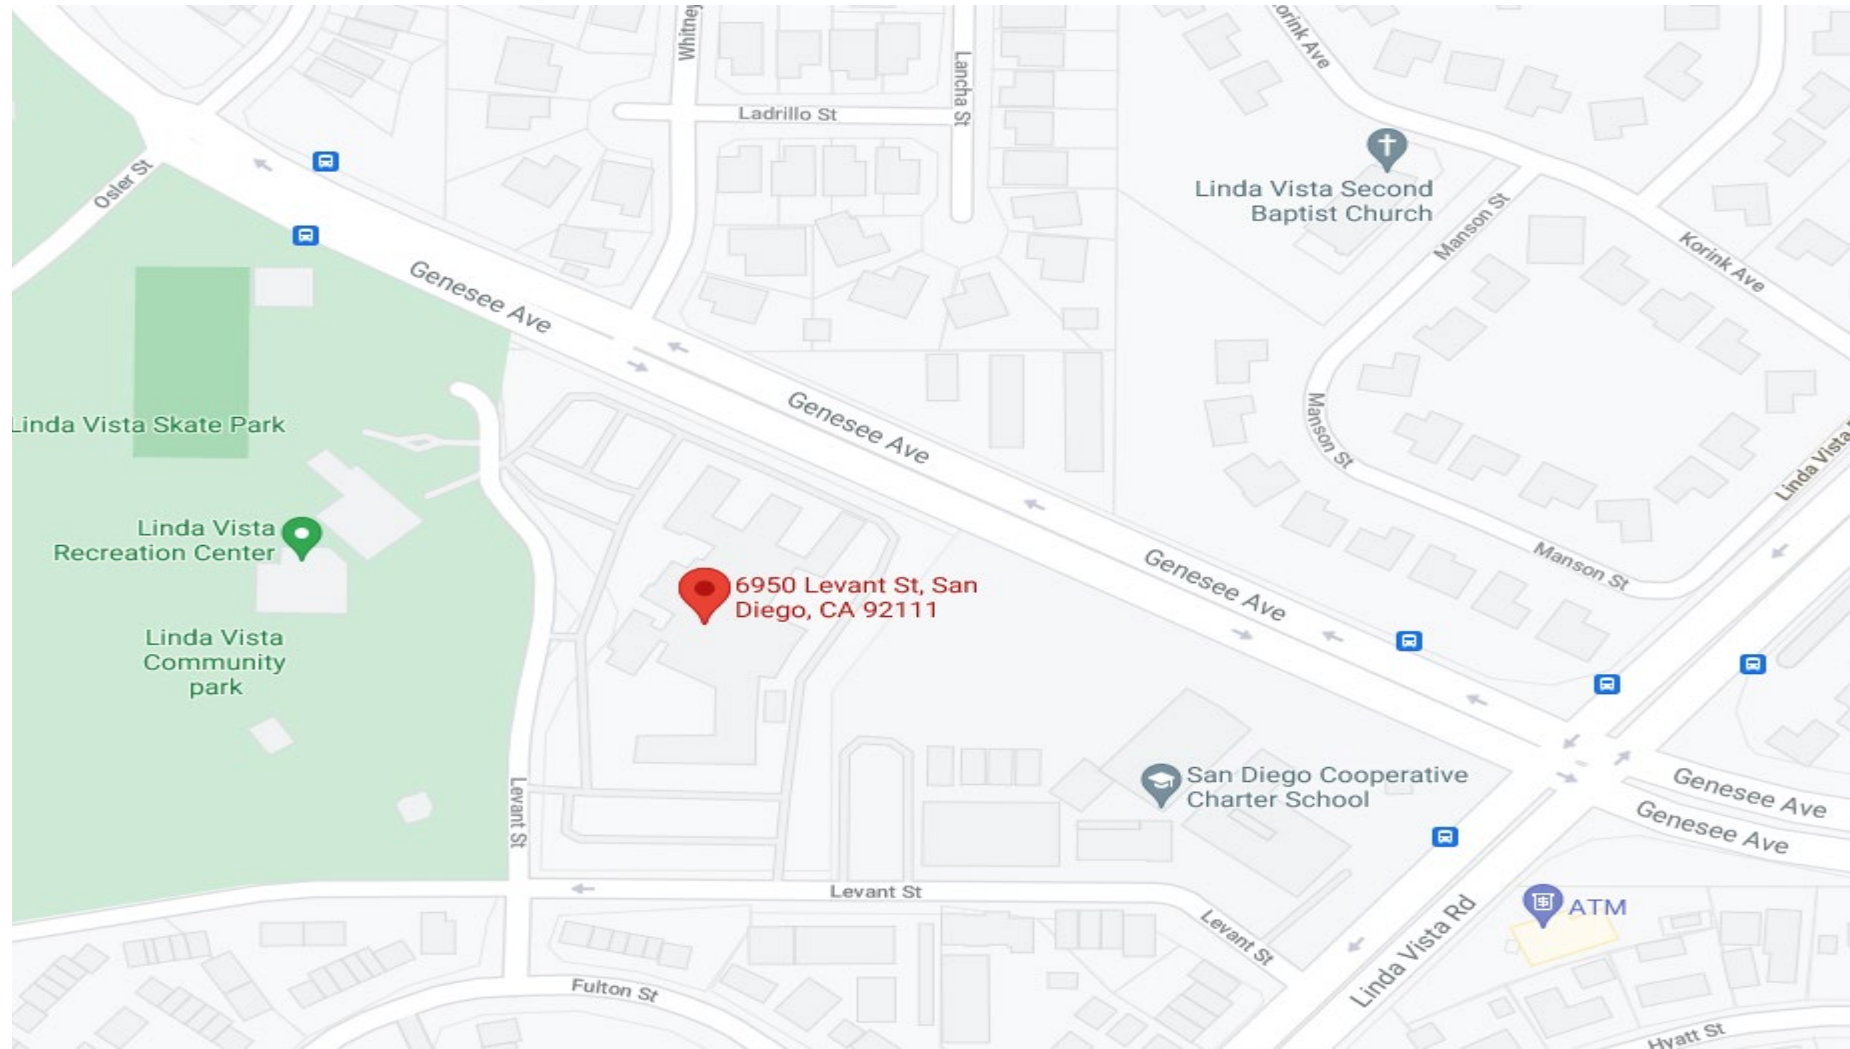 Whitney
Lancha St
Korink Ave
Ladrillo St
Osler St
Linda Vista Second
Baptist Church
Manson St
Korink Ave
Genesee Ave
Linda Vista Skate Park
Genesee Ave
Manson St
Linda Vista
Linda Vista
Recreation Center
6950 Levant St, San
Diego, CA 92111
Genesee Ave
Manson St
Linda Vista
Community
park
San Diego Cooperative
Charter School
Genesee Ave
Genesee Ave
Levant St
Levant St
Levant St
Linda Vista Rd
ATM
Fulton St
Hyatt St